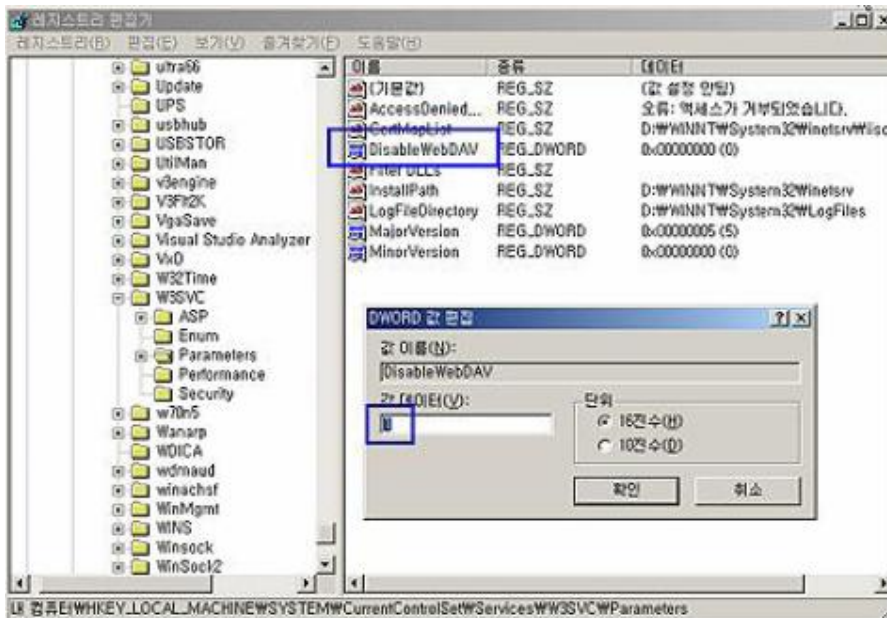 레지스트리 편집기
레지스트리(R) 편집(E) 보기(V) 즐겨찾기(F) 도움말(H)
ultra66
Update
UPS
usbhub
USBSTOR
UtilMan
v3engine
V3Flt2K
VgaSave
Visual Studio Analyzer
VxD
W32Time
W3SVC
ASP
Enum
Parameters
Performance
Security
w70n5
Wanarp
WDICA
wdmaud
winachsf
WinMgmt
WINS
Winsock
WinSock2
이름 종류 데이터
(기본값) REG_SZ (값 설정 안됨)
AccessDenied... REG_SZ 오류: 액세스가 거부되었습니다.
CertMapList REG_SZ D:₩WINNT₩System32₩inetsrv₩iisc
DisableWebDAV REG_DWORD 0x00000000 (0)
Filter DLLs REG_SZ
InstallPath REG_SZ D:₩WINNT₩System32₩inetsrv
LogFileDirectory REG_SZ D:₩WINNT₩System32₩LogFiles
MajorVersion REG_DWORD 0x00000005 (5)
MinorVersion REG_DWORD 0x00000000 (0)
DWORD 값 편집
값 이름(N):
DisableWebDAV
값 데이터(V):
단위
16진수(H)
10진수(D)
확인 취소
내 컴퓨터₩HKEY_LOCAL_MACHINE₩SYSTEM₩CurrentControlSet₩Services₩W3SVC₩Parameters